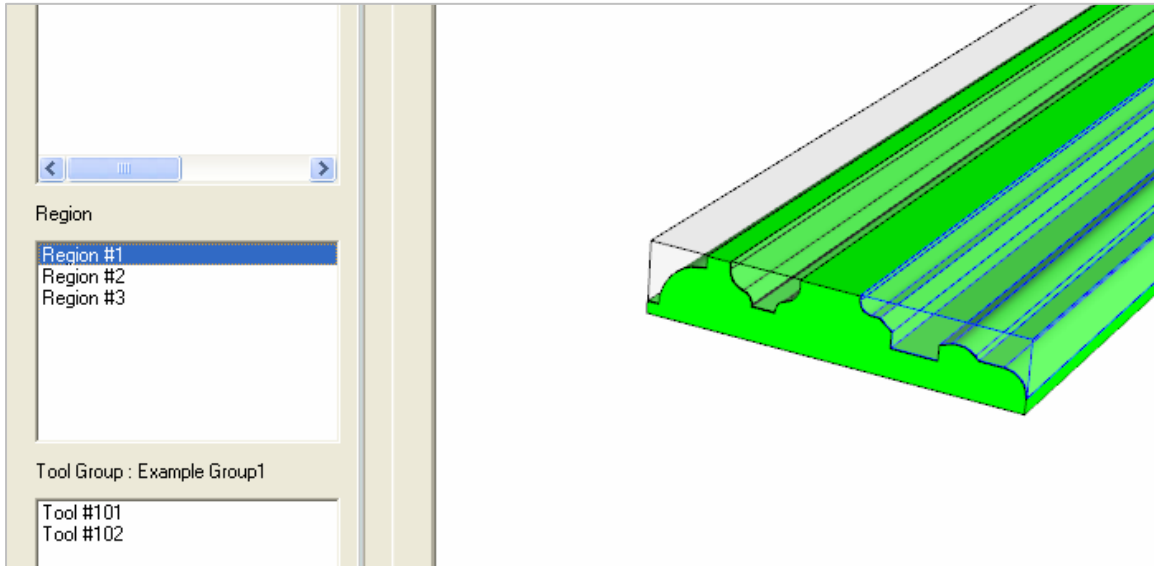 Region
Region #1
Region #2
Region #3
Tool Group : Example Group1
Tool #101
Tool #102